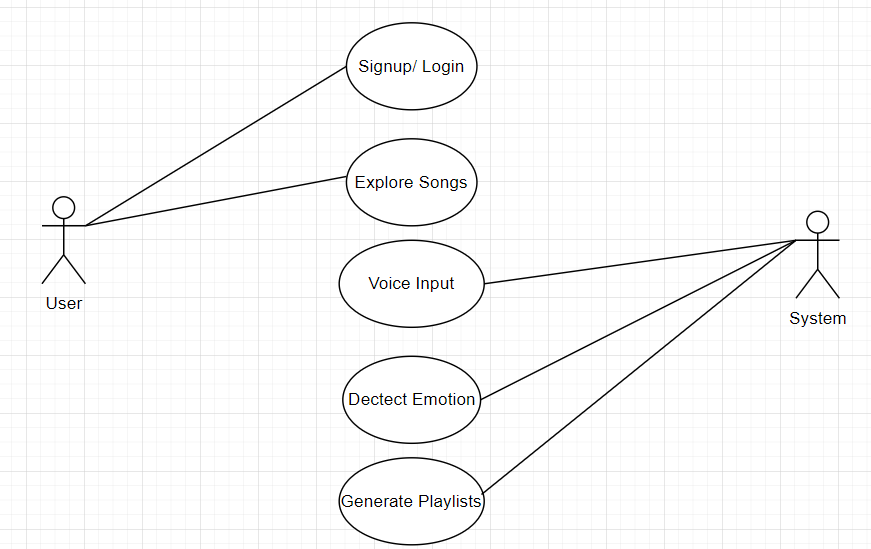 Signup/ Login
Explore Songs
Voice Input
Dectect Emotion
Generate Playlists
User
System